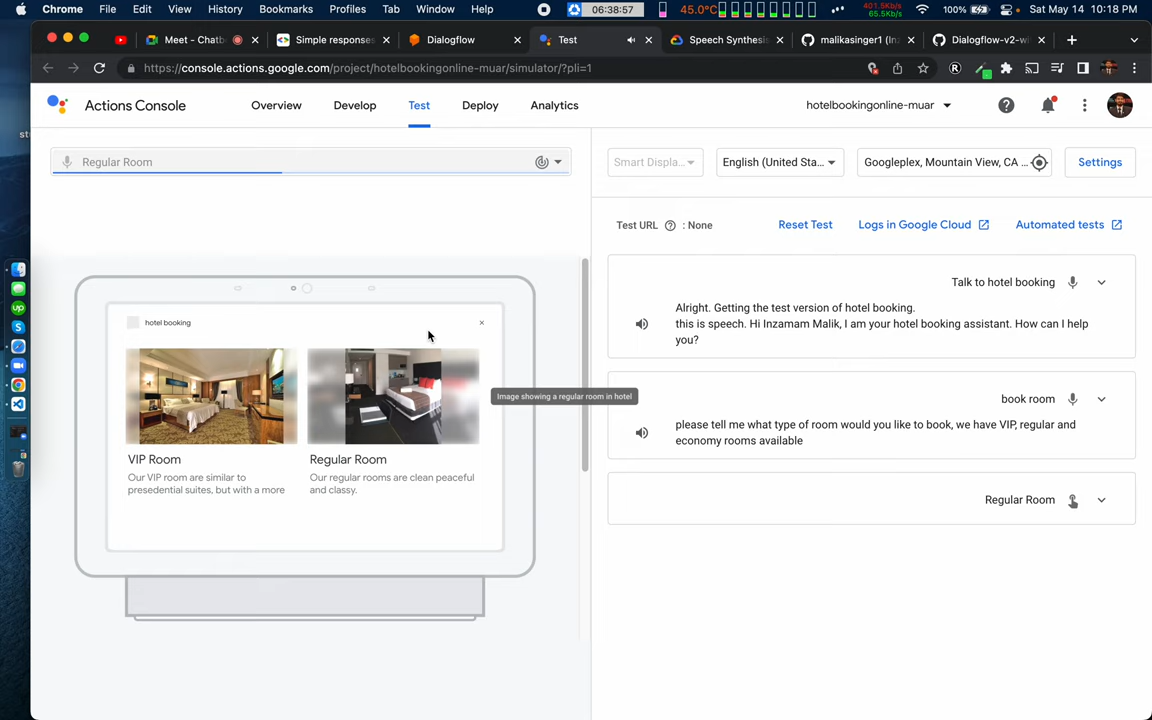 Chrome File Edit View History Bookmarks Profiles Tab Window Help 06:38:57 45.0°C 401.5Kb/s 65.5Kb/s 100% Sat May 14 10:18 PM
Meet - Chatb Simple responses Dialogflow Test Speech Synthesis malikasinger1 (In Dialogflow-v2-wi
https://console.actions.google.com/project/hotelbookingonline-muar/simulator/?pli=1
Actions Console Overview Develop Test Deploy Analytics hotelbookingonline-muar
Regular Room
Smart Displa... English (United Sta... Googleplex, Mountain View, CA ... Settings
Test URL : None Reset Test Logs in Google Cloud Automated tests
Talk to hotel booking
Alright. Getting the test version of hotel booking.
this is speech. Hi Inzamam Malik, I am your hotel booking assistant. How can I help
you?
book room
please tell me what type of room would you like to book, we have VIP, regular and
economy rooms available
Regular Room
hotel booking
Image showing a regular room in hotel
VIP Room
Our VIP room are similar to
presedential suites, but with a more
Regular Room
Our regular rooms are clean peaceful
and classy.